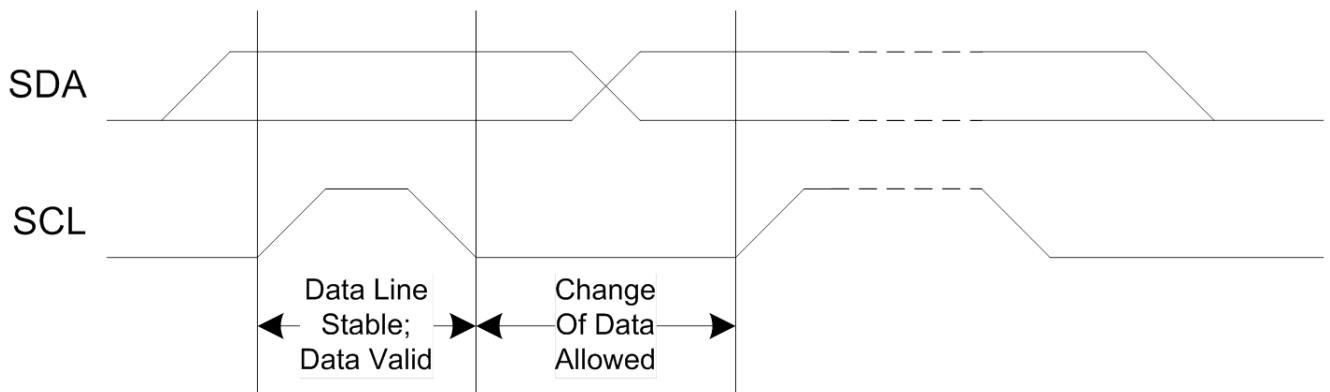 SDA
SCL
Data Line
Stable;
Data Valid
Change
Of Data
Allowed